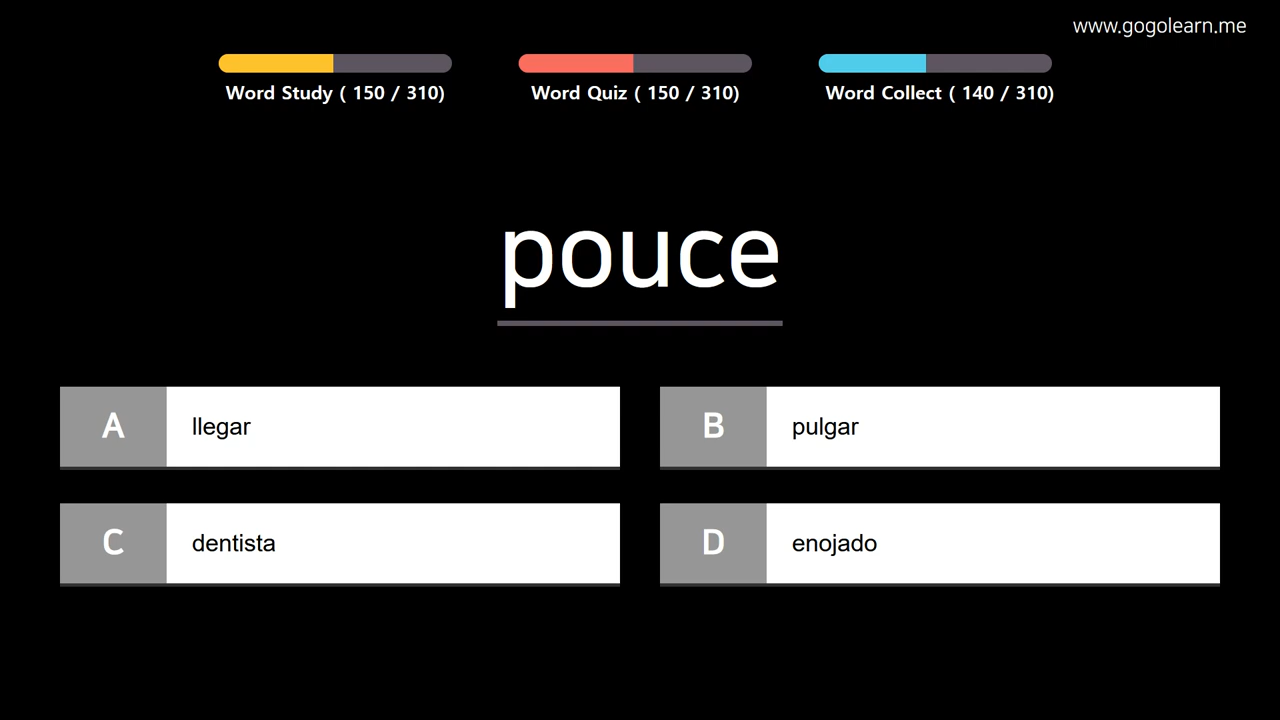 www.gogolearn.me
Word Study ( 150 / 310)
Word Quiz ( 150 / 310)
Word Collect ( 140 / 310)
pouce
A llegar
B pulgar
C dentista
D enojado